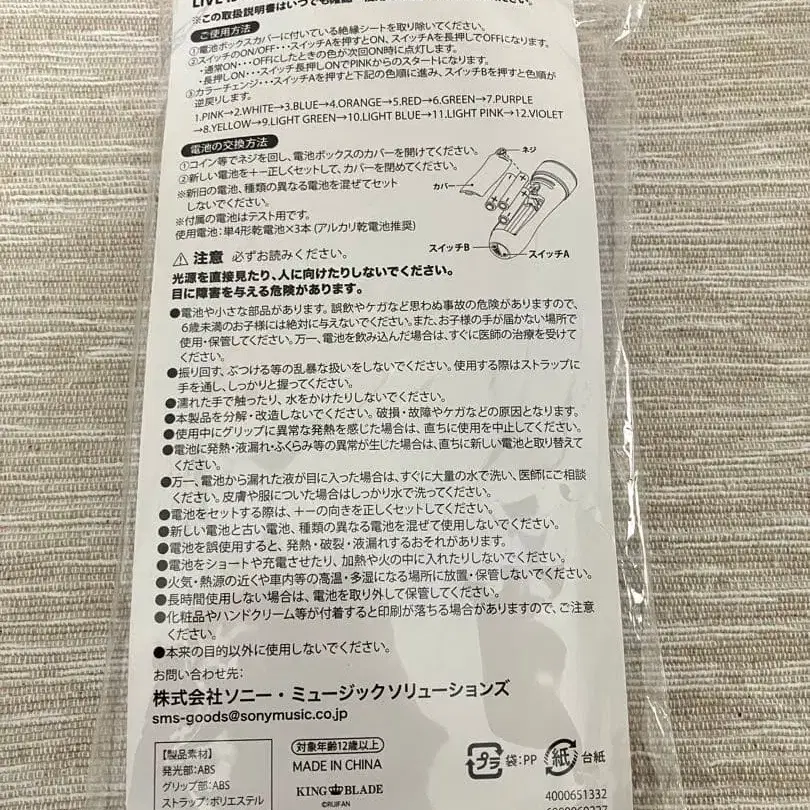 LIVE
※この取扱説明書はいつでも確認
ご使用方法
①電池ボックスカバーに付いている絶縁シートを取り除いてください。
②スイッチのON/OFF・・・スイッチAを押すとON、スイッチAを長押しでOFFになります。
・通常ON・・・OFFにしたときの色が次回ON時に点灯します。
・長押しON・・・スイッチ長押しONでPINKからのスタートになります。
③カラーチェンジ・・・スイッチAを押すと下記の色順に進み、スイッチBを押すと色順が
逆戻りします。
1.PINK→2.WHITE→3.BLUE→4.ORANGE→5.RED→6.GREEN→7.PURPLE
→8.YELLOW→9.LIGHT GREEN→10.LIGHT BLUE→11.LIGHT PINK→12.VIOLET
電池の交換方法
①コイン等でネジを回し、電池ボックスのカバーを開けてください。
②新しい電池を+−正しくセットして、カバーを閉めてください。
※新旧の電池、種類の異なる電池を混ぜてセット
しないでください。
※付属の電池はテスト用です。
使用電池:単4形乾電池×3本 (アルカリ乾電池推奨)
ネジ
カバー
スイッチB
スイッチA
注意 必ずお読みください。
光源を直接見たり、人に向けたりしないでください。
目に障害を与える危険があります。
●電池や小さな部品があります。誤飲やケガなど思わぬ事故の危険がありますので、
6歳未満のお子様には絶対に与えないでください。また、お子様の手が届かない場所で
使用・保管してください。万一、電池を飲み込んだ場合は、すぐに医師の治療を受けて
ください。
●振り回す、ぶつける等の乱暴な扱いをしないでください。使用する際はストラップに
手を通し、しっかりと握ってください。
●濡れた手で触ったり、水をかけたりしないでください。
●本製品を分解・改造しないでください。破損・故障やケガなどの原因となります。
●使用中にグリップに異常な発熱を感じた場合は、直ちに使用を中止してください。
●電池に発熱・液漏れ・ふくらみ等の異常が生じた場合は、直ちに新しい電池と取り替えて
ください。
●万一、電池から漏れた液が目に入った場合は、すぐに大量の水で洗い、医師にご相談
ください。皮膚や服についた場合はしっかり水で洗ってください。
●電池をセットする際は、+−の向きを正しくセットしてください。
●新しい電池と古い電池、種類の異なる電池を混ぜて使用しないでください。
●電池を誤使用すると、発熱・破裂・液漏れするおそれがあります。
●電池をショートや充電させたり、加熱や火の中に入れたりしないでください。
●火気・熱源の近くや車内等の高温・多湿になる場所に放置・保管しないでください。
●長時間使用しない場合は、電池を取り外して保管してください。
●化粧品やハンドクリーム等が付着すると印刷が落ちる場合がありますので、ご注意
ください。
●本来の目的以外に使用しないでください。
お問い合わせ先:
株式会社ソニー・ミュージックソリューションズ
sms-goods@sonymusic.co.jp
【製品素材】
発光部:ABS
グリップ部:ABS
ストラップ:ポリエステル
対象年齢12歳以上
MADE IN CHINA
KING BLADE
©RUIFAN
プラ 袋:PP
紙 台紙
4000651332